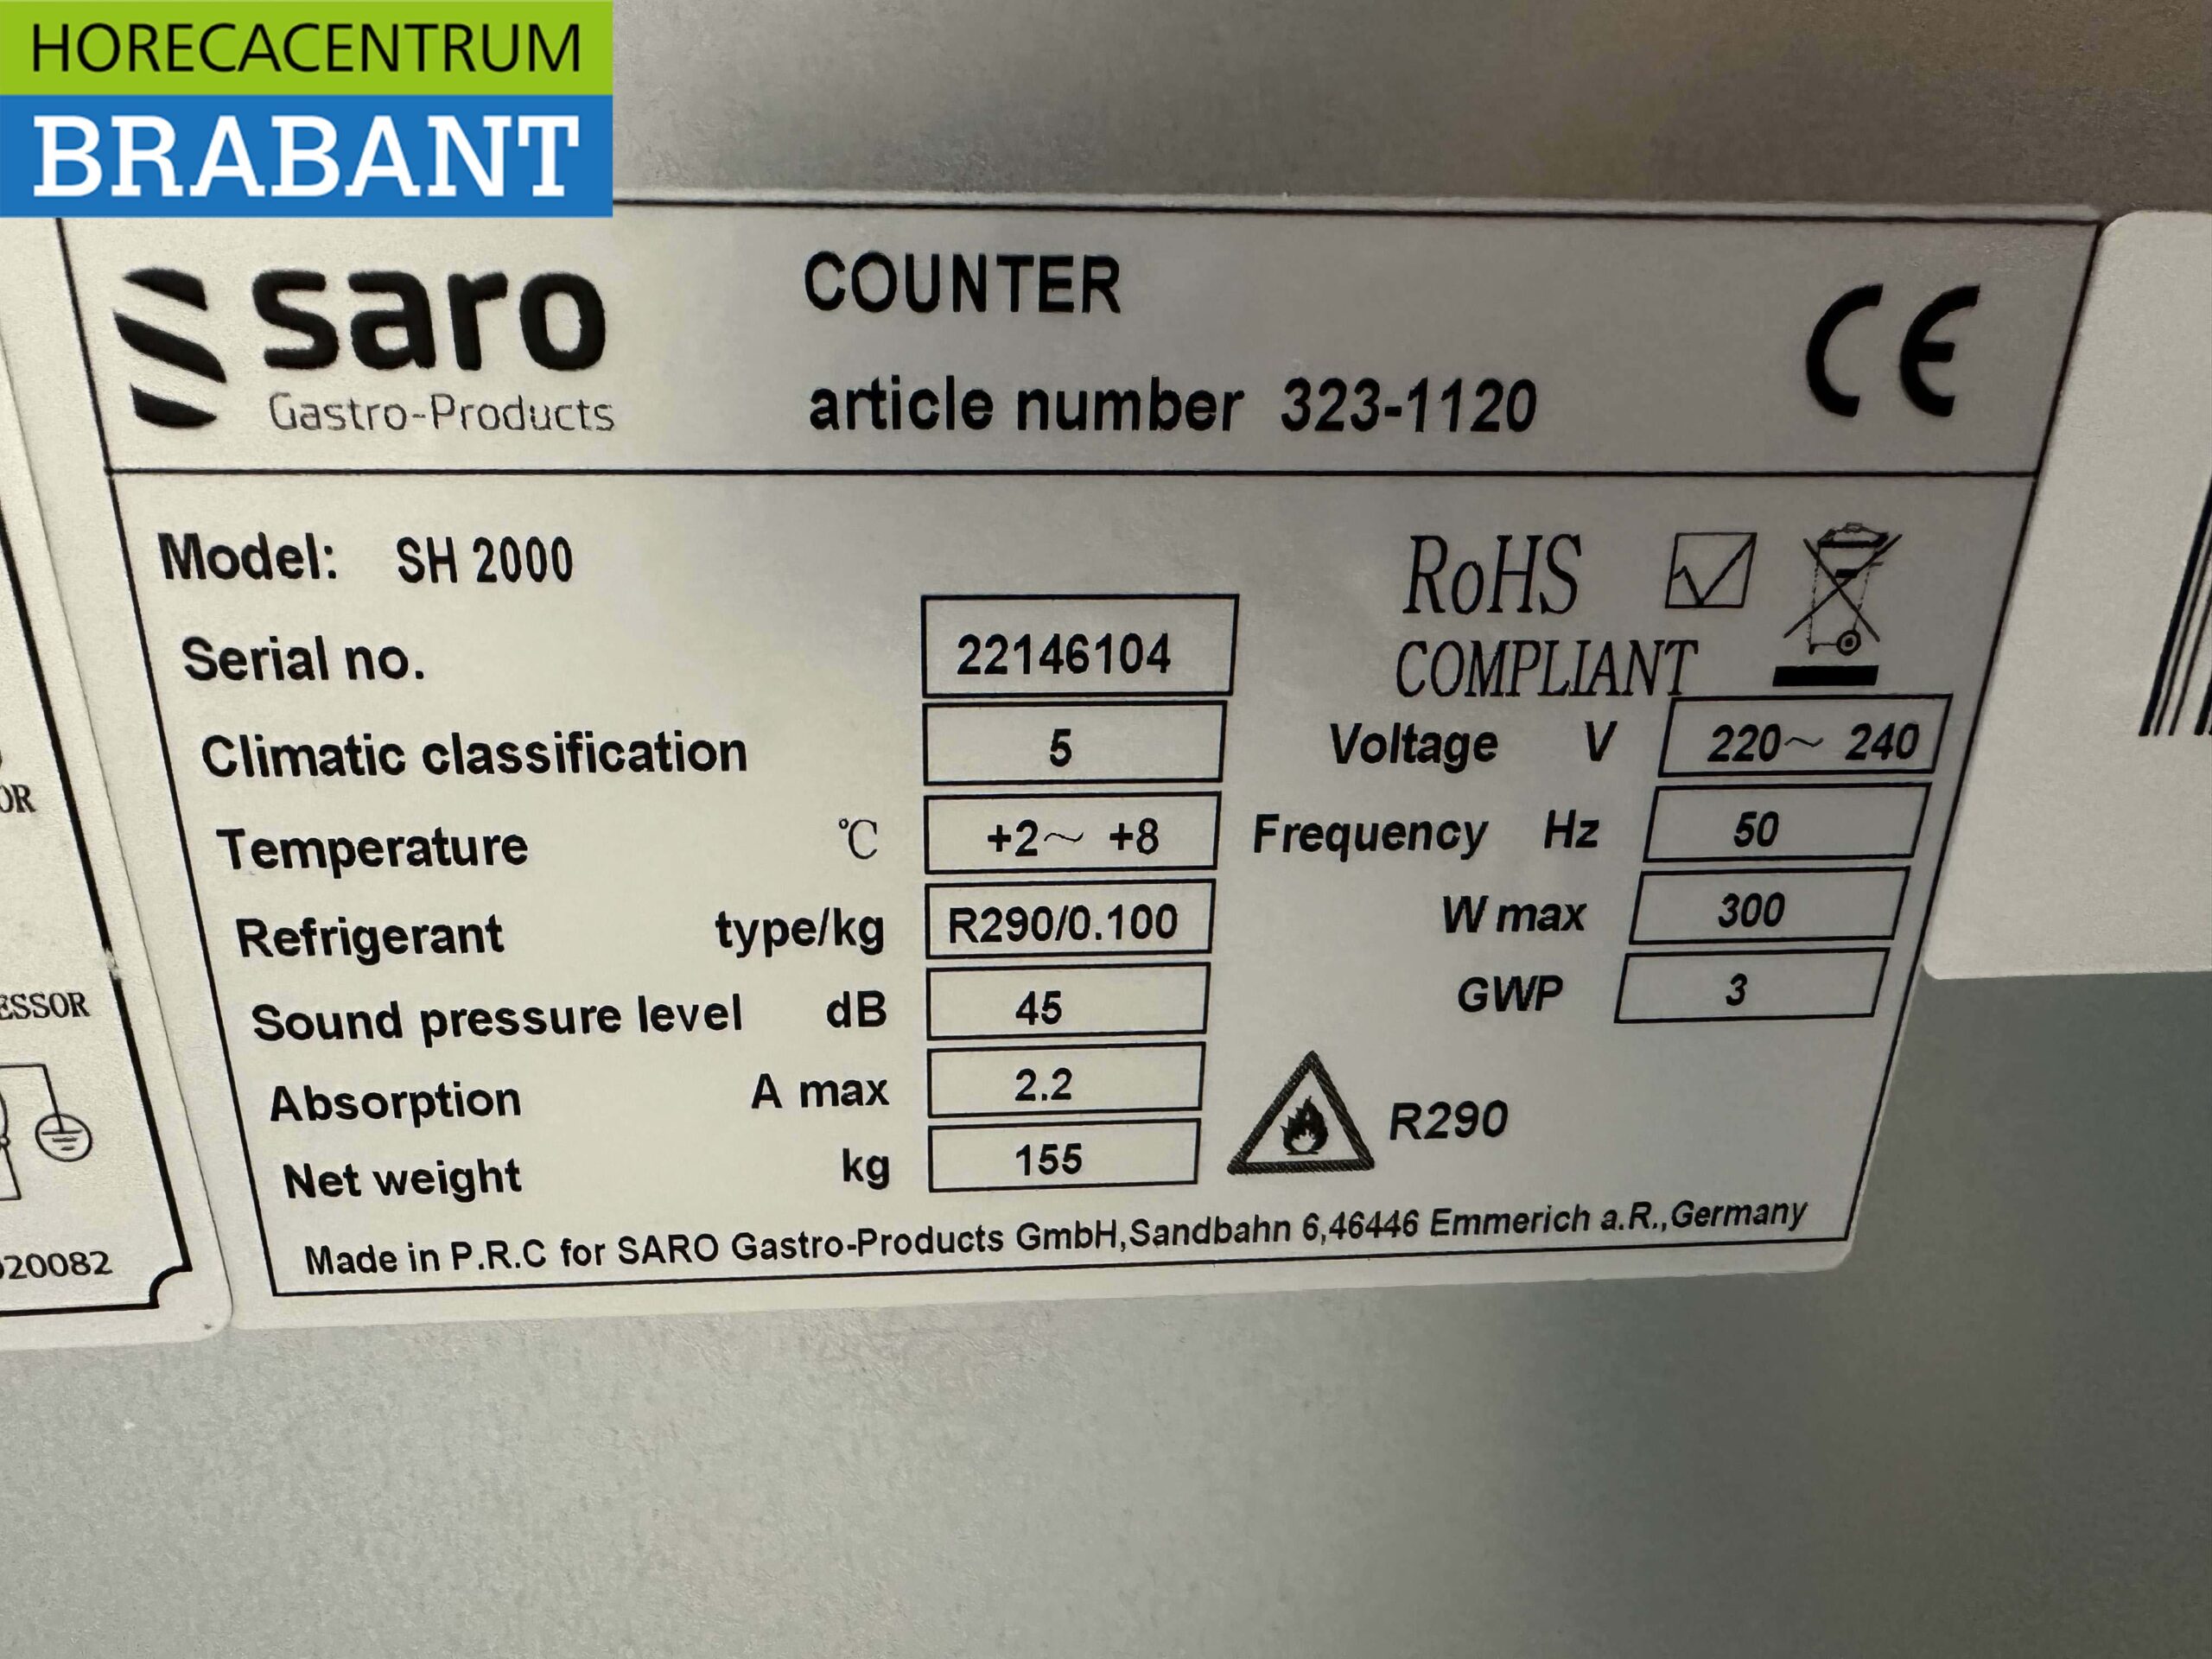 HORECACENTRUM
BRABANT
saro
Gastro-Products
COUNTER
article number 323-1120
CE
Model: SH 2000
RoHS
COMPLIANT
Serial no. 22146104
Climatic classification 5
Voltage V 220~ 240
Temperature °C +2~ +8
Frequency Hz 50
Refrigerant type/kg R290/0.100
W max 300
Sound pressure level dB 45
GWP 3
Absorption A max 2.2
R290
Net weight kg 155
Made in P.R.C for SARO Gastro-Products GmbH,Sandbahn 6,46446 Emmerich a.R.,Germany
OR
ESSOR
20082